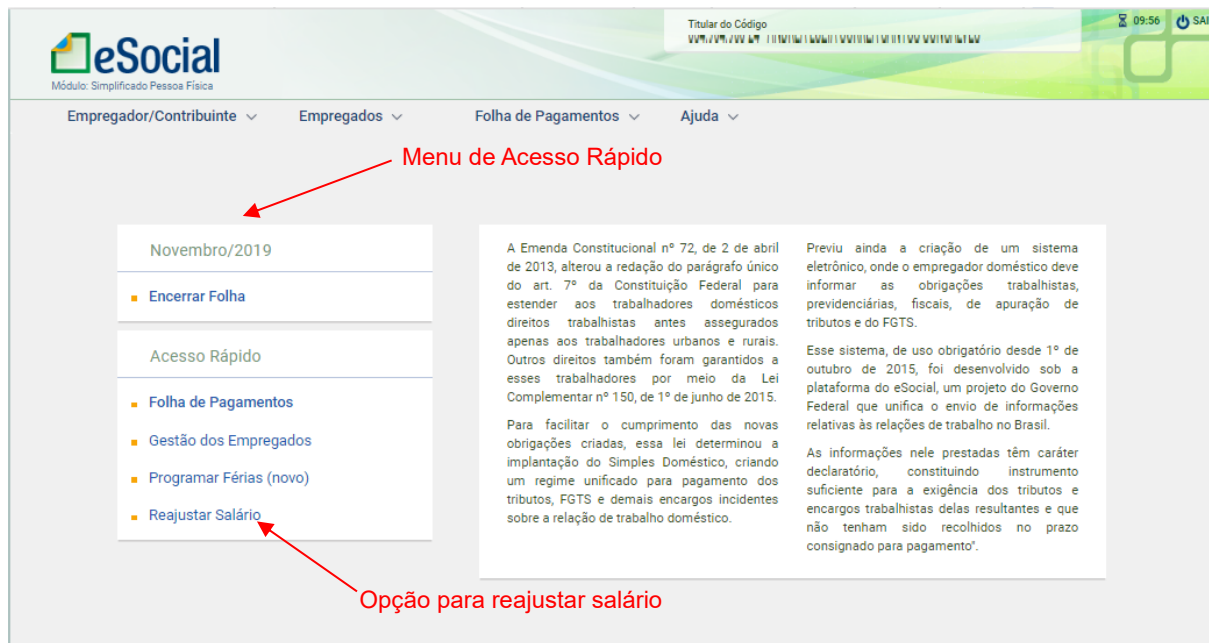 eSocial
Módulo: Simplificado Pessoa Física
Titular do Código
09:56 SAI
Empregador/Contribuinte Empregados Folha de Pagamentos Ajuda
Menu de Acesso Rápido
Novembro/2019
Encerrar Folha
Acesso Rápido
Folha de Pagamentos
Gestão dos Empregados
Programar Férias (novo)
Reajustar Salário
A Emenda Constitucional nº 72, de 2 de abril
de 2013, alterou a redação do parágrafo único
do art. 7º da Constituição Federal para
estender aos trabalhadores domésticos
direitos trabalhistas antes assegurados
apenas aos trabalhadores urbanos e rurais.
Outros direitos também foram garantidos a
esses trabalhadores por meio da Lei
Complementar nº 150, de 1º de junho de 2015.
Para facilitar o cumprimento das novas
obrigações criadas, essa lei determinou a
implantação do Simples Doméstico, criando
um regime unificado para pagamento dos
tributos, FGTS e demais encargos incidentes
sobre a relação de trabalho doméstico.
Previu ainda a criação de um sistema
eletrônico, onde o empregador doméstico deve
informar as obrigações trabalhistas,
previdenciárias, fiscais, de apuração de
tributos e do FGTS.
Esse sistema, de uso obrigatório desde 1º de
outubro de 2015, foi desenvolvido sob a
plataforma do eSocial, um projeto do Governo
Federal que unifica o envio de informações
relativas às relações de trabalho no Brasil.
As informações nele prestadas têm caráter
declaratório, constituindo instrumento
suficiente para a exigência dos tributos e
encargos trabalhistas delas resultantes e que
não tenham sido recolhidos no prazo
consignado para pagamento".
Opção para reajustar salário